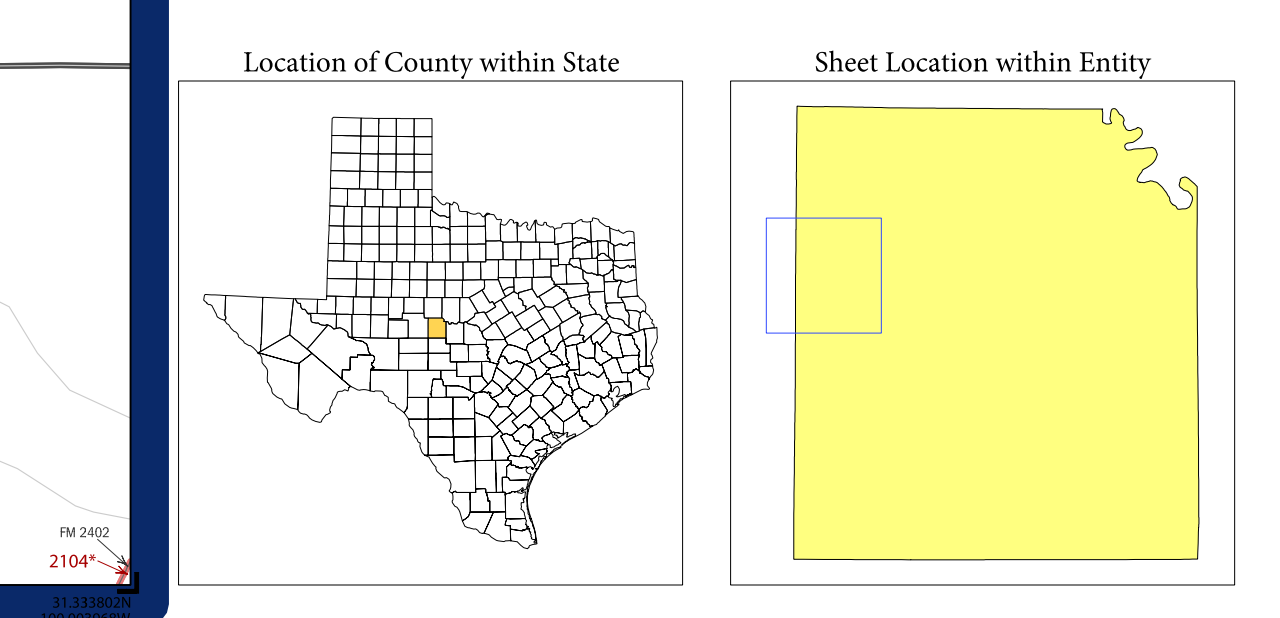 Location of County within State
Sheet Location within Entity
FM 2402
2104*
31.333802N